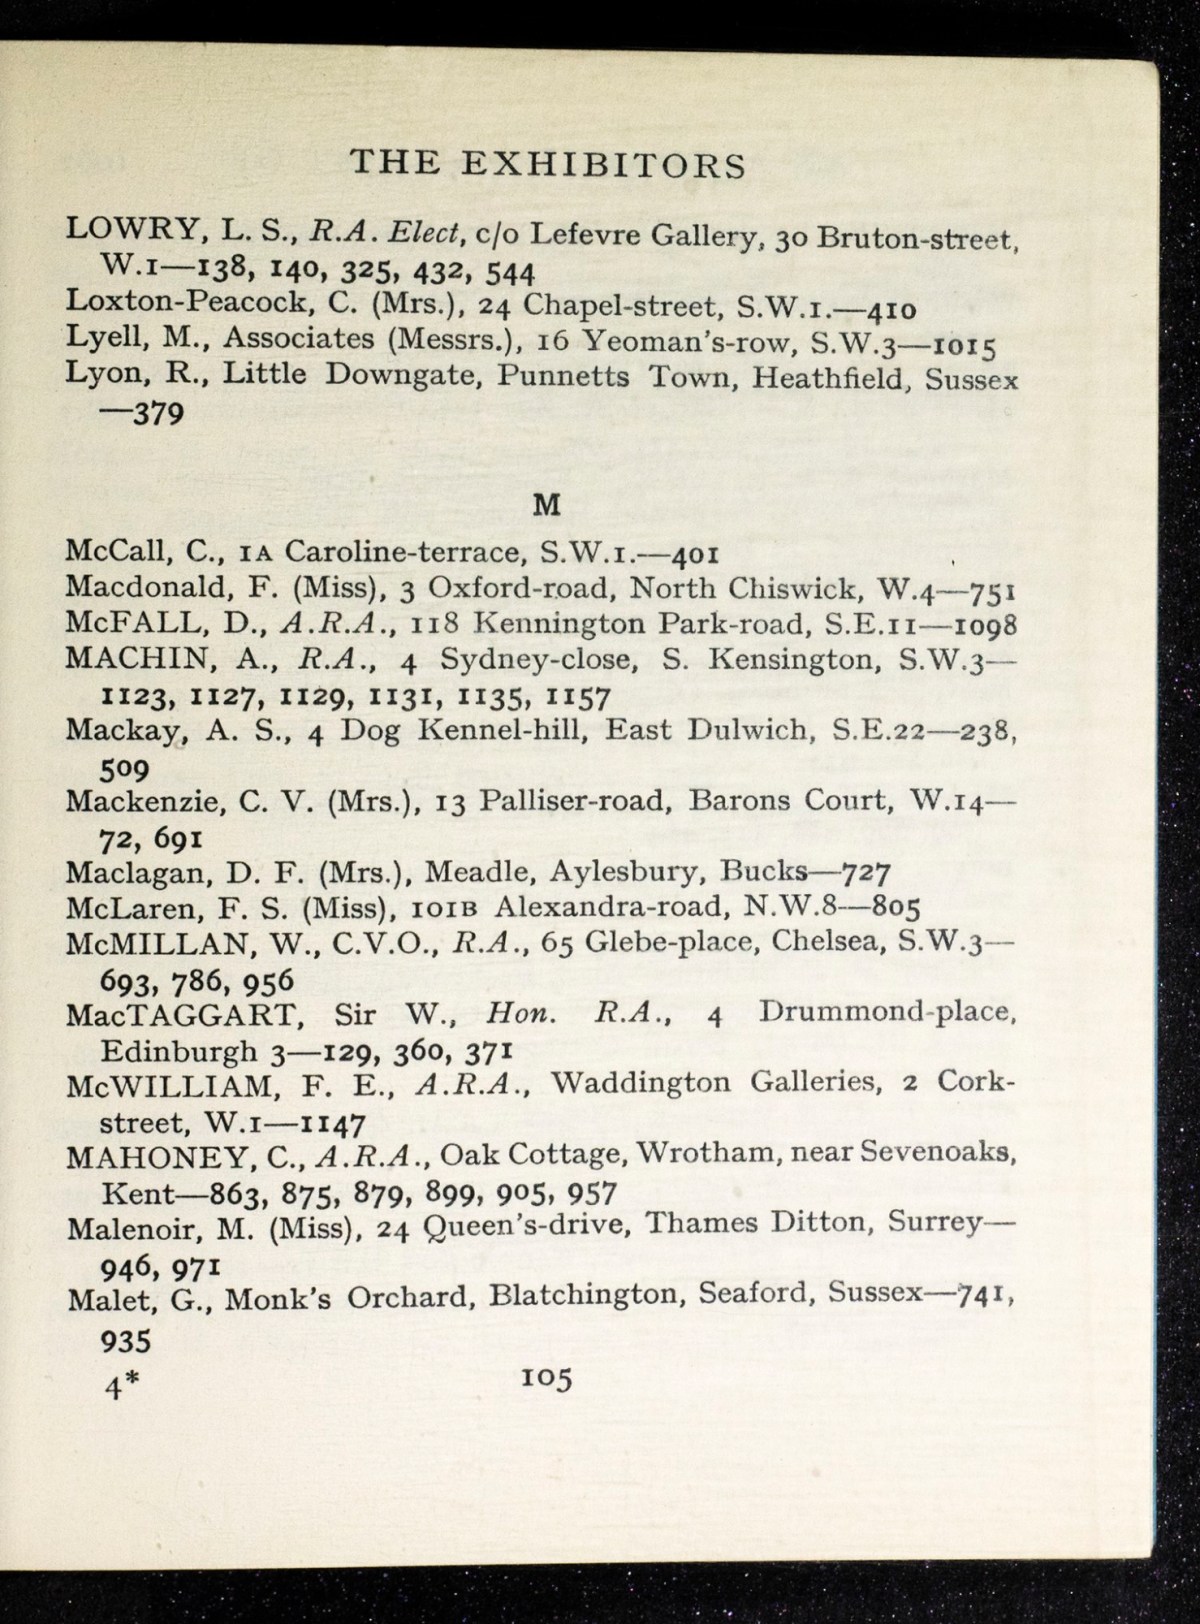 THE EXHIBITORS
LOWRY, L. S., R.A. Elect, c/o Lefevre Gallery, 30 Bruton-street,
W.1—138, 140, 325, 432, 544
Loxton-Peacock, C. (Mrs.), 24 Chapel-street, S.W.1.—410
Lyell, M., Associates (Messrs.), 16 Yeoman's-row, S.W.3—1015
Lyon, R., Little Downgate, Punnetts Town, Heathfield, Sussex
—379
M
McCall, C., 1A Caroline-terrace, S.W.1.—401
Macdonald, F. (Miss), 3 Oxford-road, North Chiswick, W.4—751
McFALL, D., A.R.A., 118 Kennington Park-road, S.E.11—1098
MACHIN, A., R.A., 4 Sydney-close, S. Kensington, S.W.3—
1123, 1127, 1129, 1131, 1135, 1157
Mackay, A. S., 4 Dog Kennel-hill, East Dulwich, S.E.22—238,
509
Mackenzie, C. V. (Mrs.), 13 Palliser-road, Barons Court, W.14—
72, 691
Maclagan, D. F. (Mrs.), Meadle, Aylesbury, Bucks—727
McLaren, F. S. (Miss), 101B Alexandra-road, N.W.8—805
McMILLAN, W., C.V.O., R.A., 65 Glebe-place, Chelsea, S.W.3—
693, 786, 956
MacTAGGART, Sir W., Hon. R.A., 4 Drummond-place,
Edinburgh 3—129, 360, 371
McWILLIAM, F. E., A.R.A., Waddington Galleries, 2 Cork-
street, W.1—1147
MAHONEY, C., A.R.A., Oak Cottage, Wrotham, near Sevenoaks,
Kent—863, 875, 879, 899, 905, 957
Malenoir, M. (Miss), 24 Queen's-drive, Thames Ditton, Surrey—
946, 971
Malet, G., Monk's Orchard, Blatchington, Seaford, Sussex—741,
935
4* 105